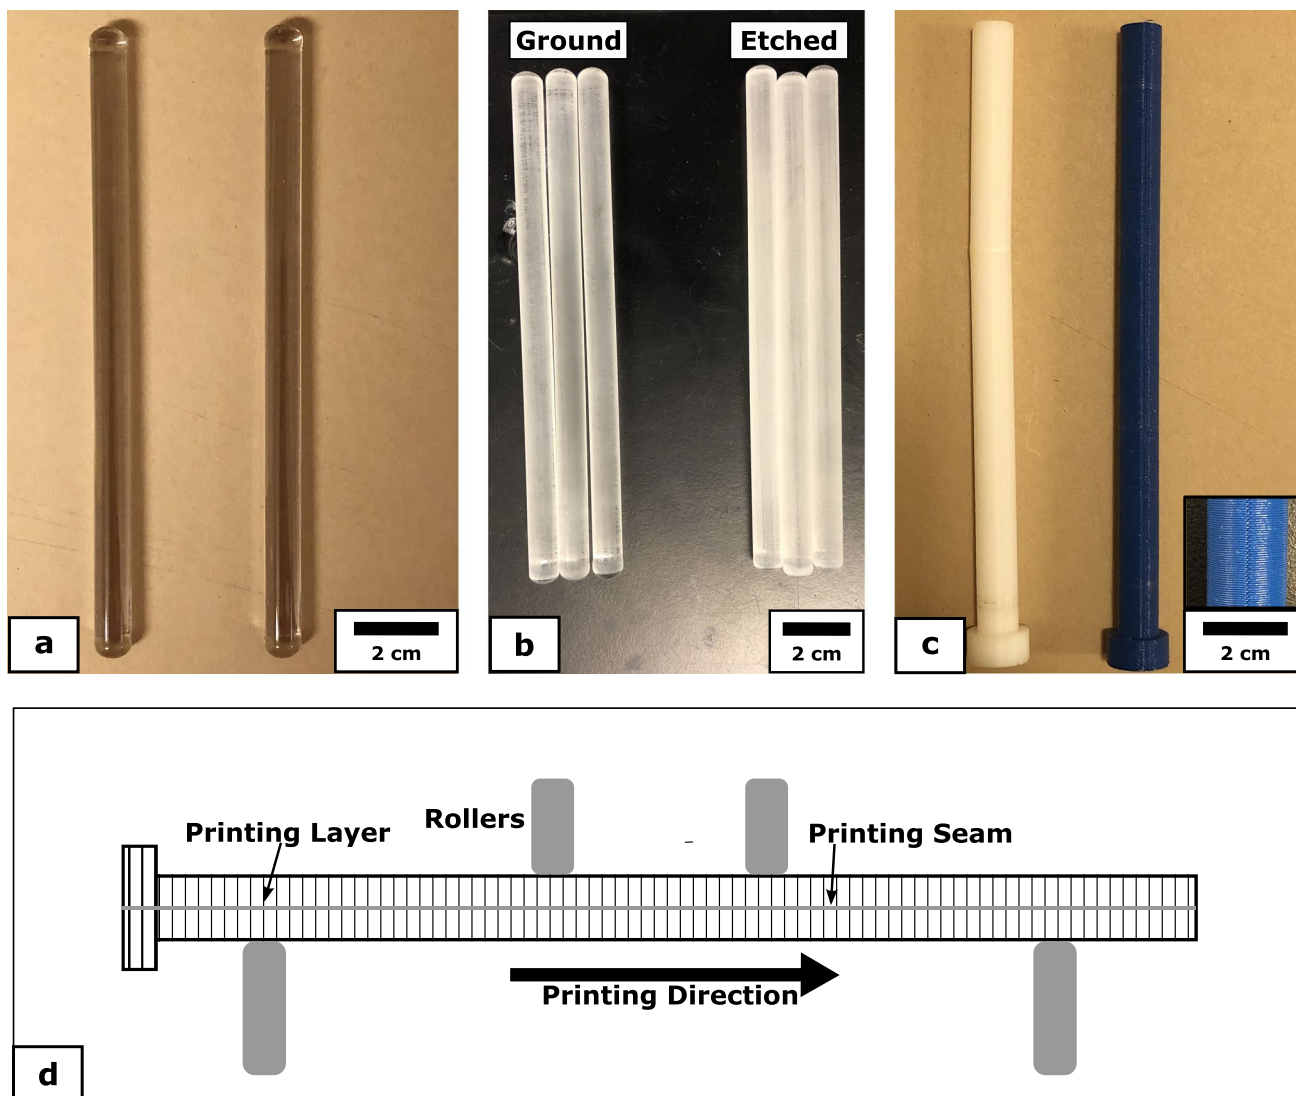 Ground
Etched
a
2 cm
b
2 cm
c
2 cm
Printing Layer
Rollers
Printing Seam
Printing Direction
d